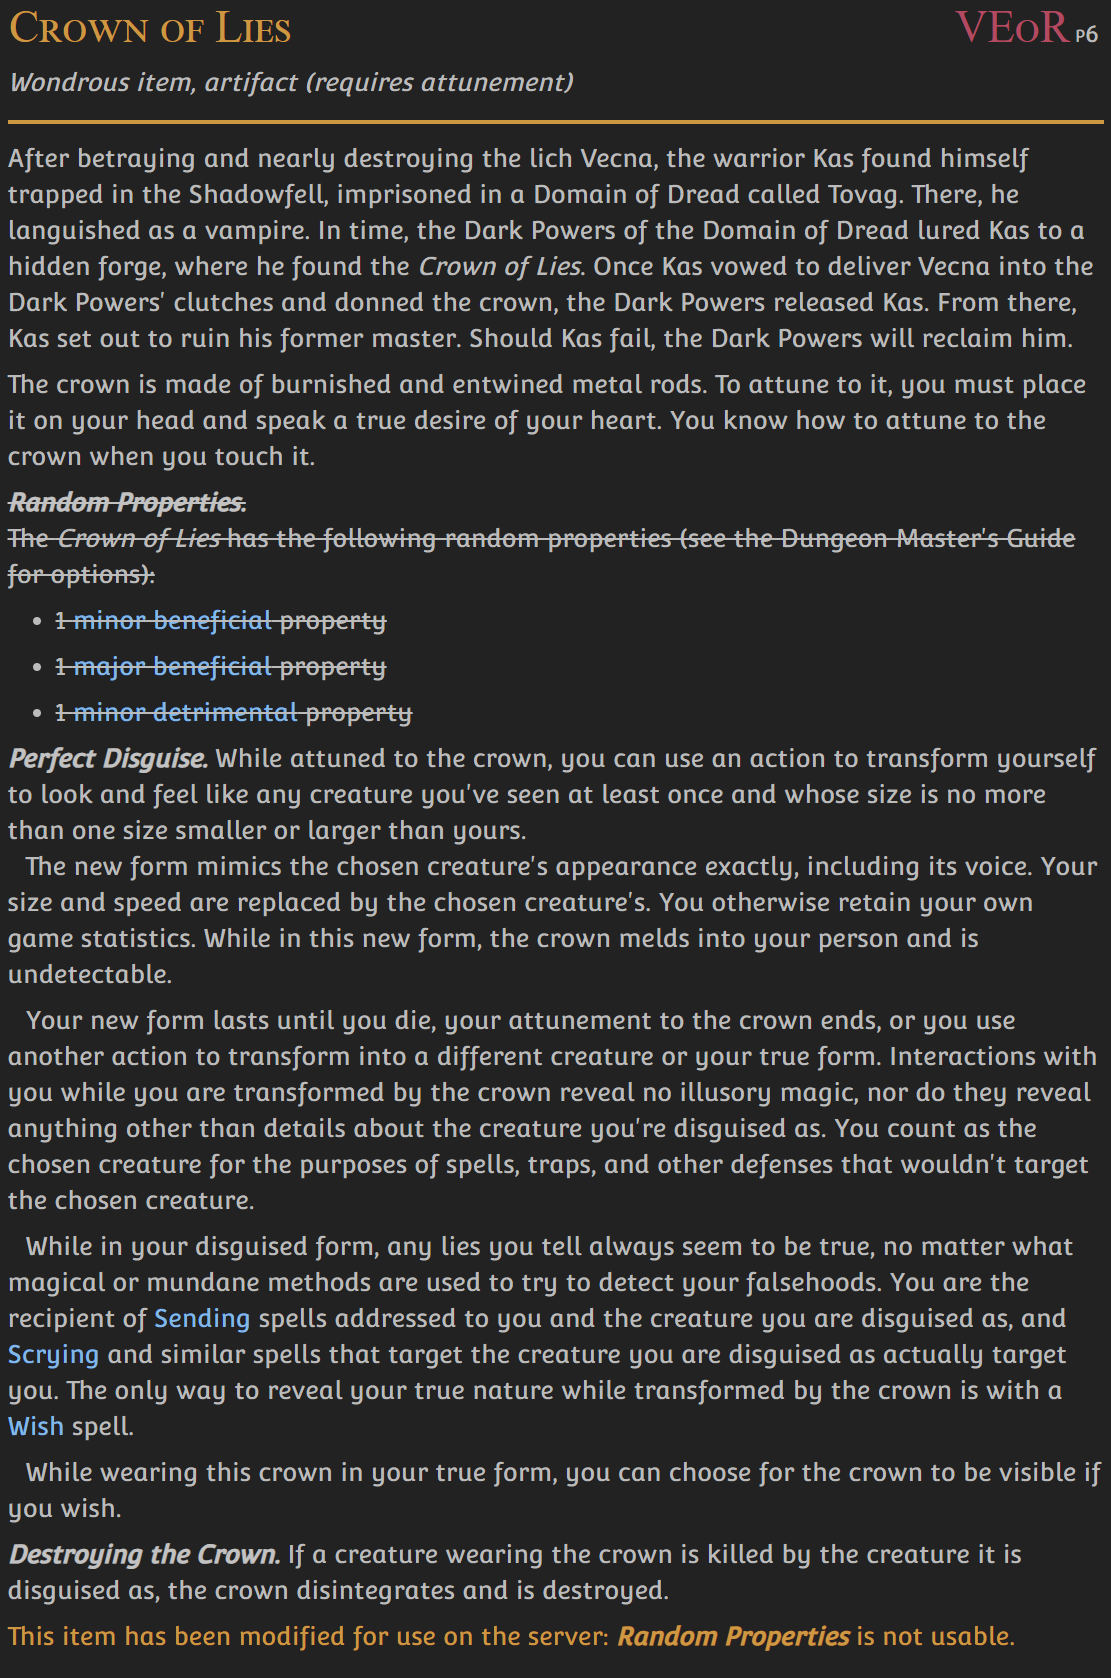 Crown of Lies VEoR p6
Wondrous item, artifact (requires attunement)
After betraying and nearly destroying the lich Vecna, the warrior Kas found himself
trapped in the Shadowfell, imprisoned in a Domain of Dread called Tovag. There, he
languished as a vampire. In time, the Dark Powers of the Domain of Dread lured Kas to a
hidden forge, where he found the Crown of Lies. Once Kas vowed to deliver Vecna into the
Dark Powers' clutches and donned the crown, the Dark Powers released Kas. From there,
Kas set out to ruin his former master. Should Kas fail, the Dark Powers will reclaim him.
The crown is made of burnished and entwined metal rods. To attune to it, you must place
it on your head and speak a true desire of your heart. You know how to attune to the
crown when you touch it.
Random Properties.
The Crown of Lies has the following random properties (see the Dungeon Master's Guide
for options):
• 1 minor beneficial property
• 1 major beneficial property
• 1 minor detrimental property
Perfect Disguise. While attuned to the crown, you can use an action to transform yourself
to look and feel like any creature you've seen at least once and whose size is no more
than one size smaller or larger than yours.
The new form mimics the chosen creature's appearance exactly, including its voice. Your
size and speed are replaced by the chosen creature's. You otherwise retain your own
game statistics. While in this new form, the crown melds into your person and is
undetectable.
Your new form lasts until you die, your attunement to the crown ends, or you use
another action to transform into a different creature or your true form. Interactions with
you while you are transformed by the crown reveal no illusory magic, nor do they reveal
anything other than details about the creature you're disguised as. You count as the
chosen creature for the purposes of spells, traps, and other defenses that wouldn't target
the chosen creature.
While in your disguised form, any lies you tell always seem to be true, no matter what
magical or mundane methods are used to try to detect your falsehoods. You are the
recipient of Sending spells addressed to you and the creature you are disguised as, and
Scrying and similar spells that target the creature you are disguised as actually target
you. The only way to reveal your true nature while transformed by the crown is with a
Wish spell.
While wearing this crown in your true form, you can choose for the crown to be visible if
you wish.
Destroying the Crown. If a creature wearing the crown is killed by the creature it is
disguised as, the crown disintegrates and is destroyed.
This item has been modified for use on the server: Random Properties is not usable.